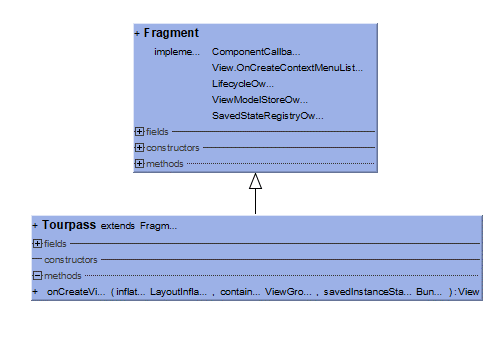 + Fragment
impleme... ComponentCallba...
View.OnCreateContextMenuList...
LifecycleOw...
ViewModelStoreOw...
SavedStateRegistryOw...
fields
constructors
methods
+ Tourpass extends Fragm...
fields
constructors
methods
+ onCreateVi... ( inflat... LayoutInfla... , contain... ViewGro... , savedInstanceSta... Bun... ) : View